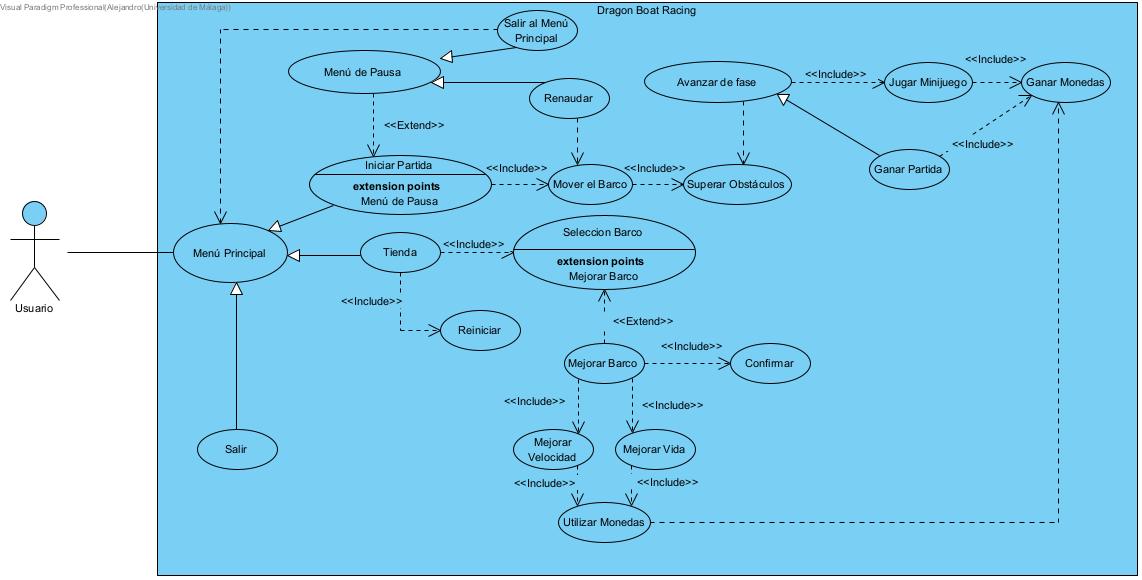 Visual Paradigm Professional(Alejandro(Universidad de Málaga))
Dragon Boat Racing
Salir al Menú
Principal
Menú de Pausa
Renaudar
Avanzar de fase
<<Include>>
Jugar Minijuego
<<Include>>
Ganar Monedas
<<Extend>>
<<Include>>
Ganar Partida
Iniciar Partida
extension points
Menú de Pausa
<<Include>>
Mover el Barco
<<Include>>
Superar Obstáculos
Usuario
Menú Principal
Tienda
<<Include>>
Seleccion Barco
extension points
Mejorar Barco
<<Include>>
Reiniciar
<<Extend>>
Mejorar Barco
<<Include>>
Confirmar
<<Include>>
<<Include>>
Salir
Mejorar
Velocidad
Mejorar Vida
<<Include>>
<<Include>>
Utilizar Monedas